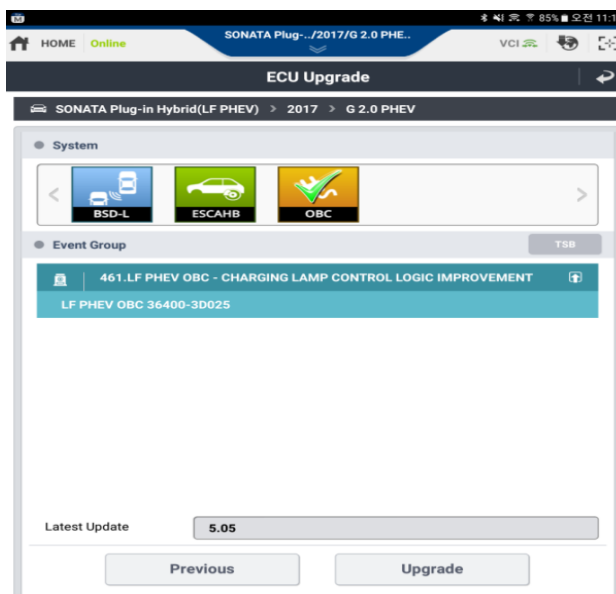 85% 오전 11:1
HOME Online SONATA Plug-../2017/G 2.0 PHE.. VCI
ECU Upgrade
SONATA Plug-in Hybrid(LF PHEV) > 2017 > G 2.0 PHEV
System
< BSD-L ESCAHB OBC >
Event Group TSB
461.LF PHEV OBC - CHARGING LAMP CONTROL LOGIC IMPROVEMENT
LF PHEV OBC 36400-3D025
Latest Update 5.05
Previous Upgrade